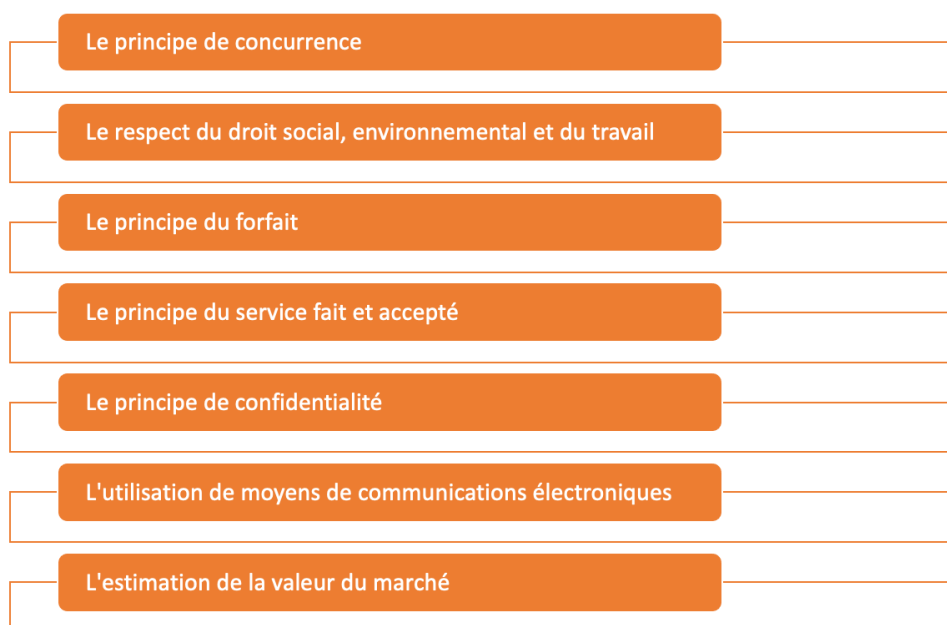 Le principe de concurrence
Le respect du droit social, environnemental et du travail
Le principe du forfait
Le principe du service fait et accepté
Le principe de confidentialité
L'utilisation de moyens de communications électroniques
L'estimation de la valeur du marché